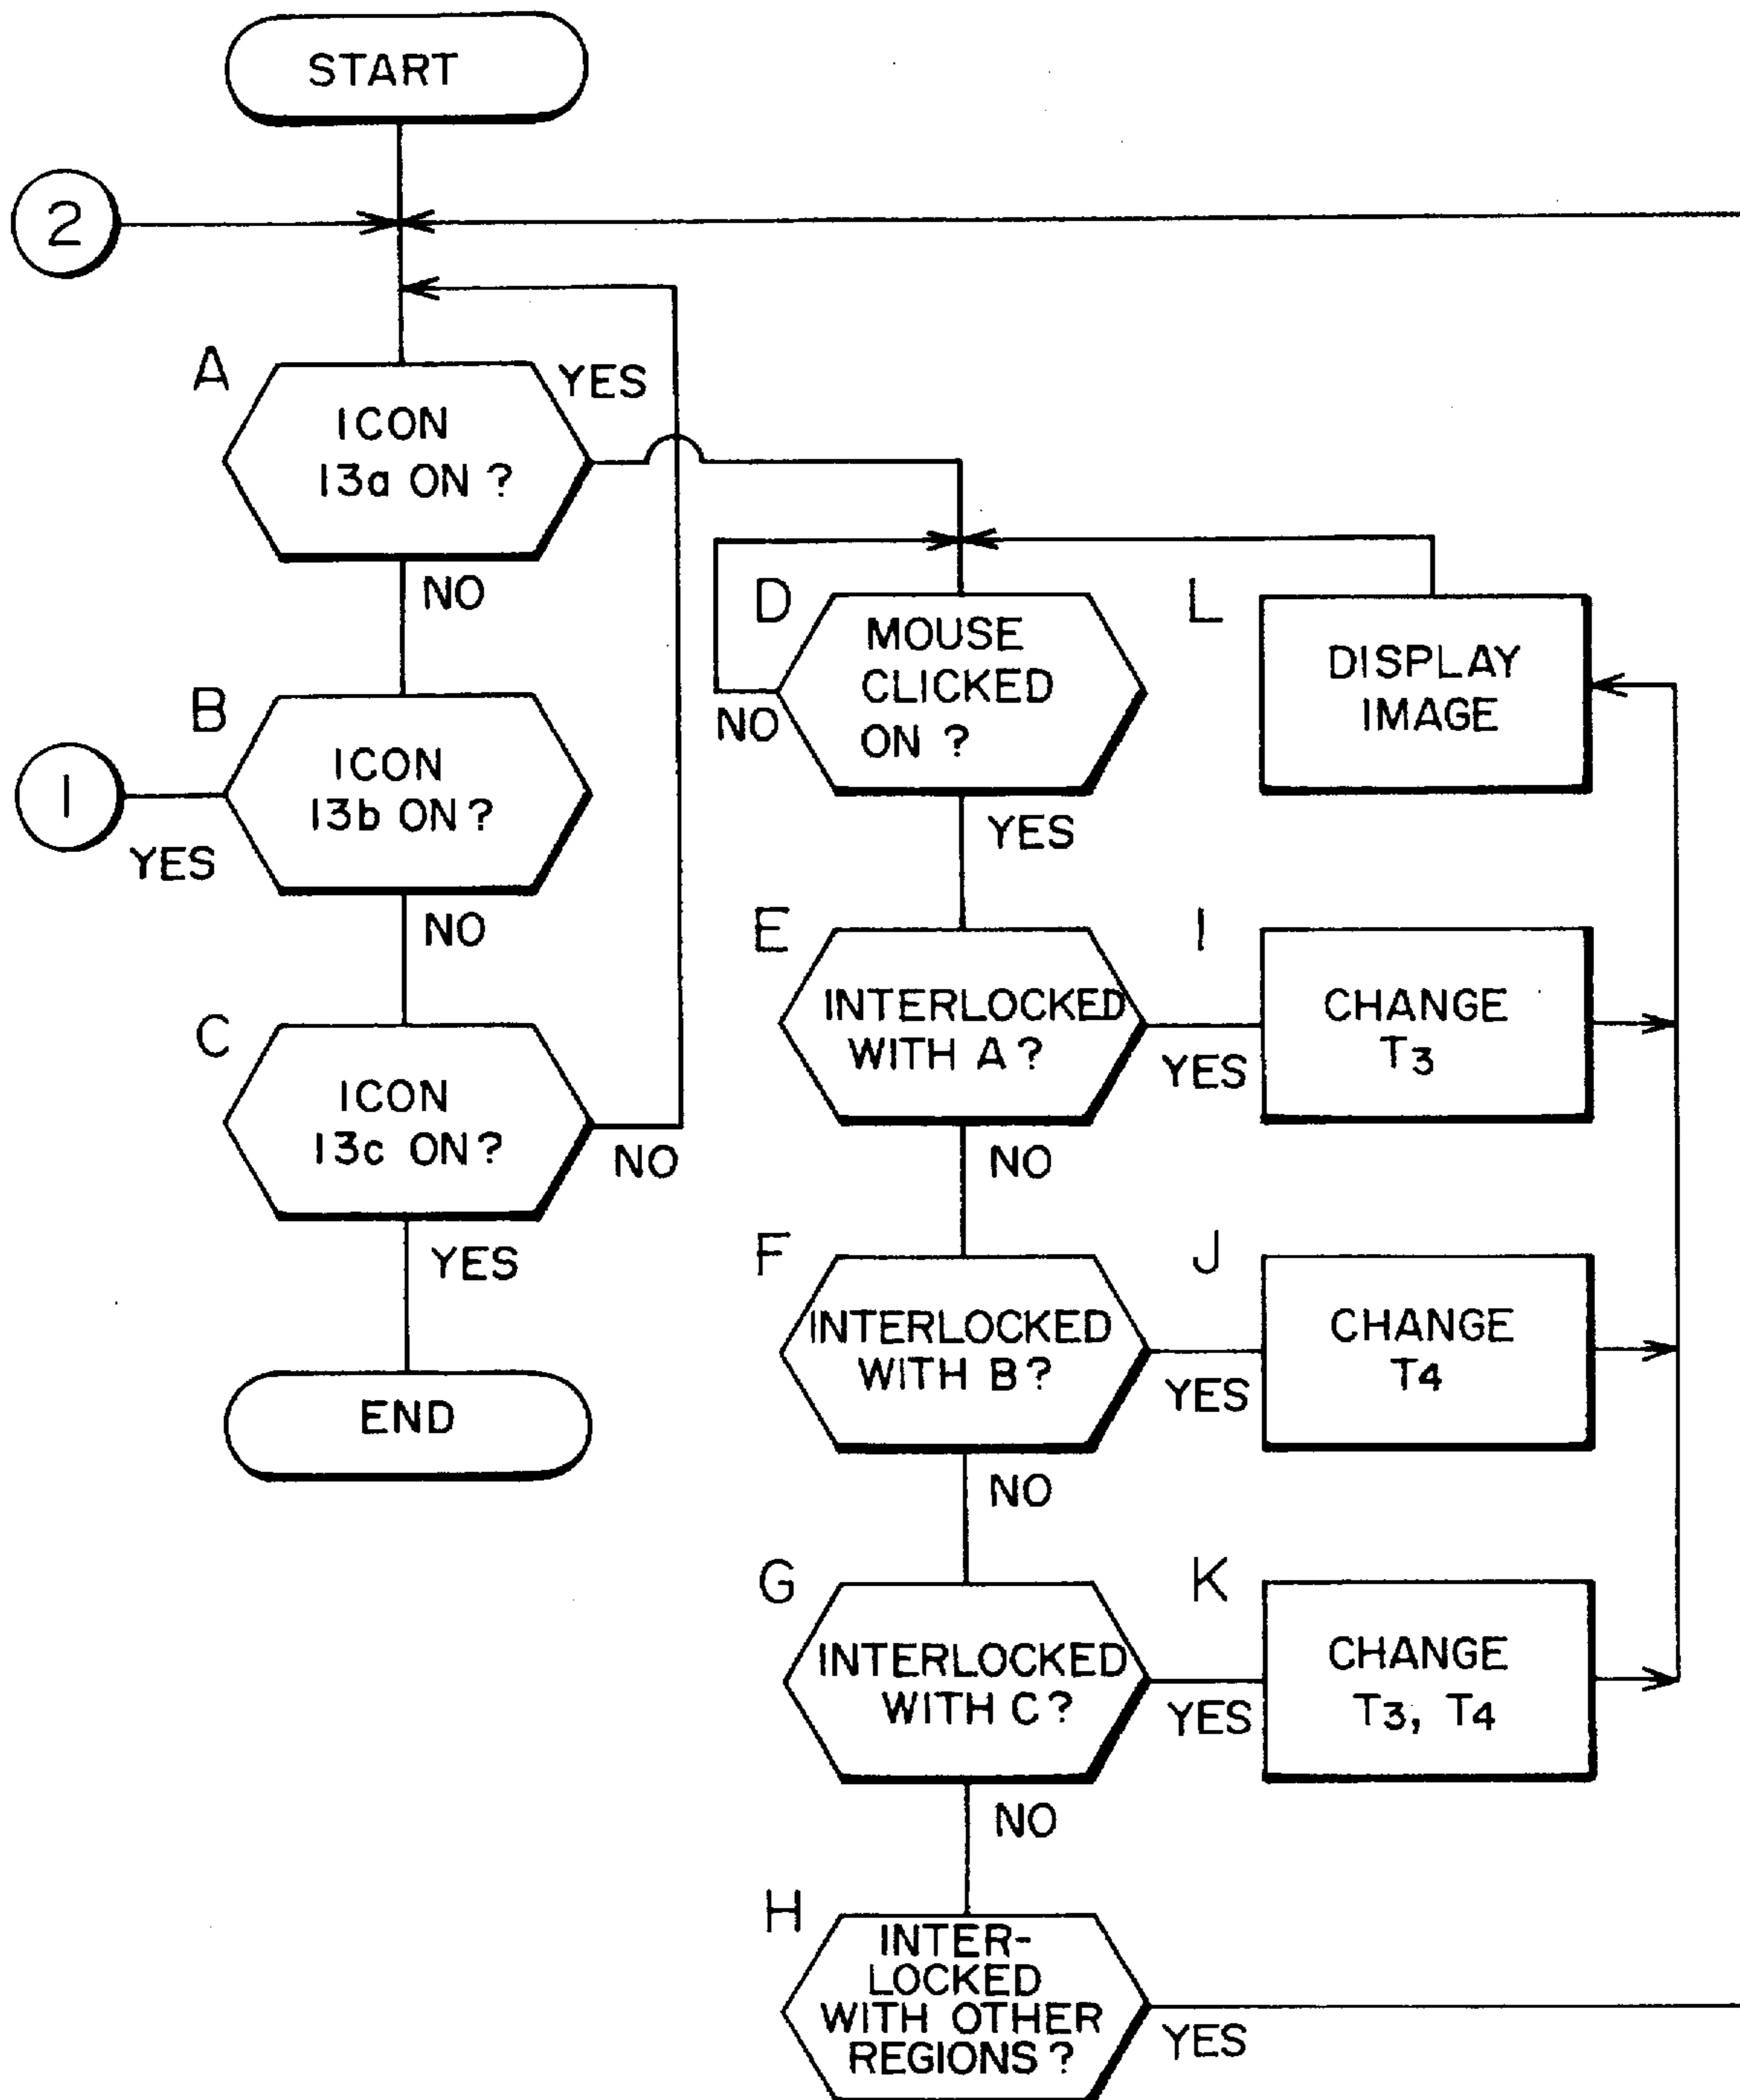 START
2
A
YES
ICON
13a ON ?
NO
B
ICON
13b ON ?
1
YES
NO
C
ICON
13c ON ?
NO
YES
END
D
MOUSE
CLICKED
ON ?
NO
YES
L
DISPLAY
IMAGE
E
INTERLOCKED
WITH A ?
YES
NO
I
CHANGE
T3
F
INTERLOCKED
WITH B ?
YES
NO
J
CHANGE
T4
G
INTERLOCKED
WITH C ?
YES
NO
K
CHANGE
T3, T4
H
INTER-
LOCKED
WITH OTHER
REGIONS ?
YES